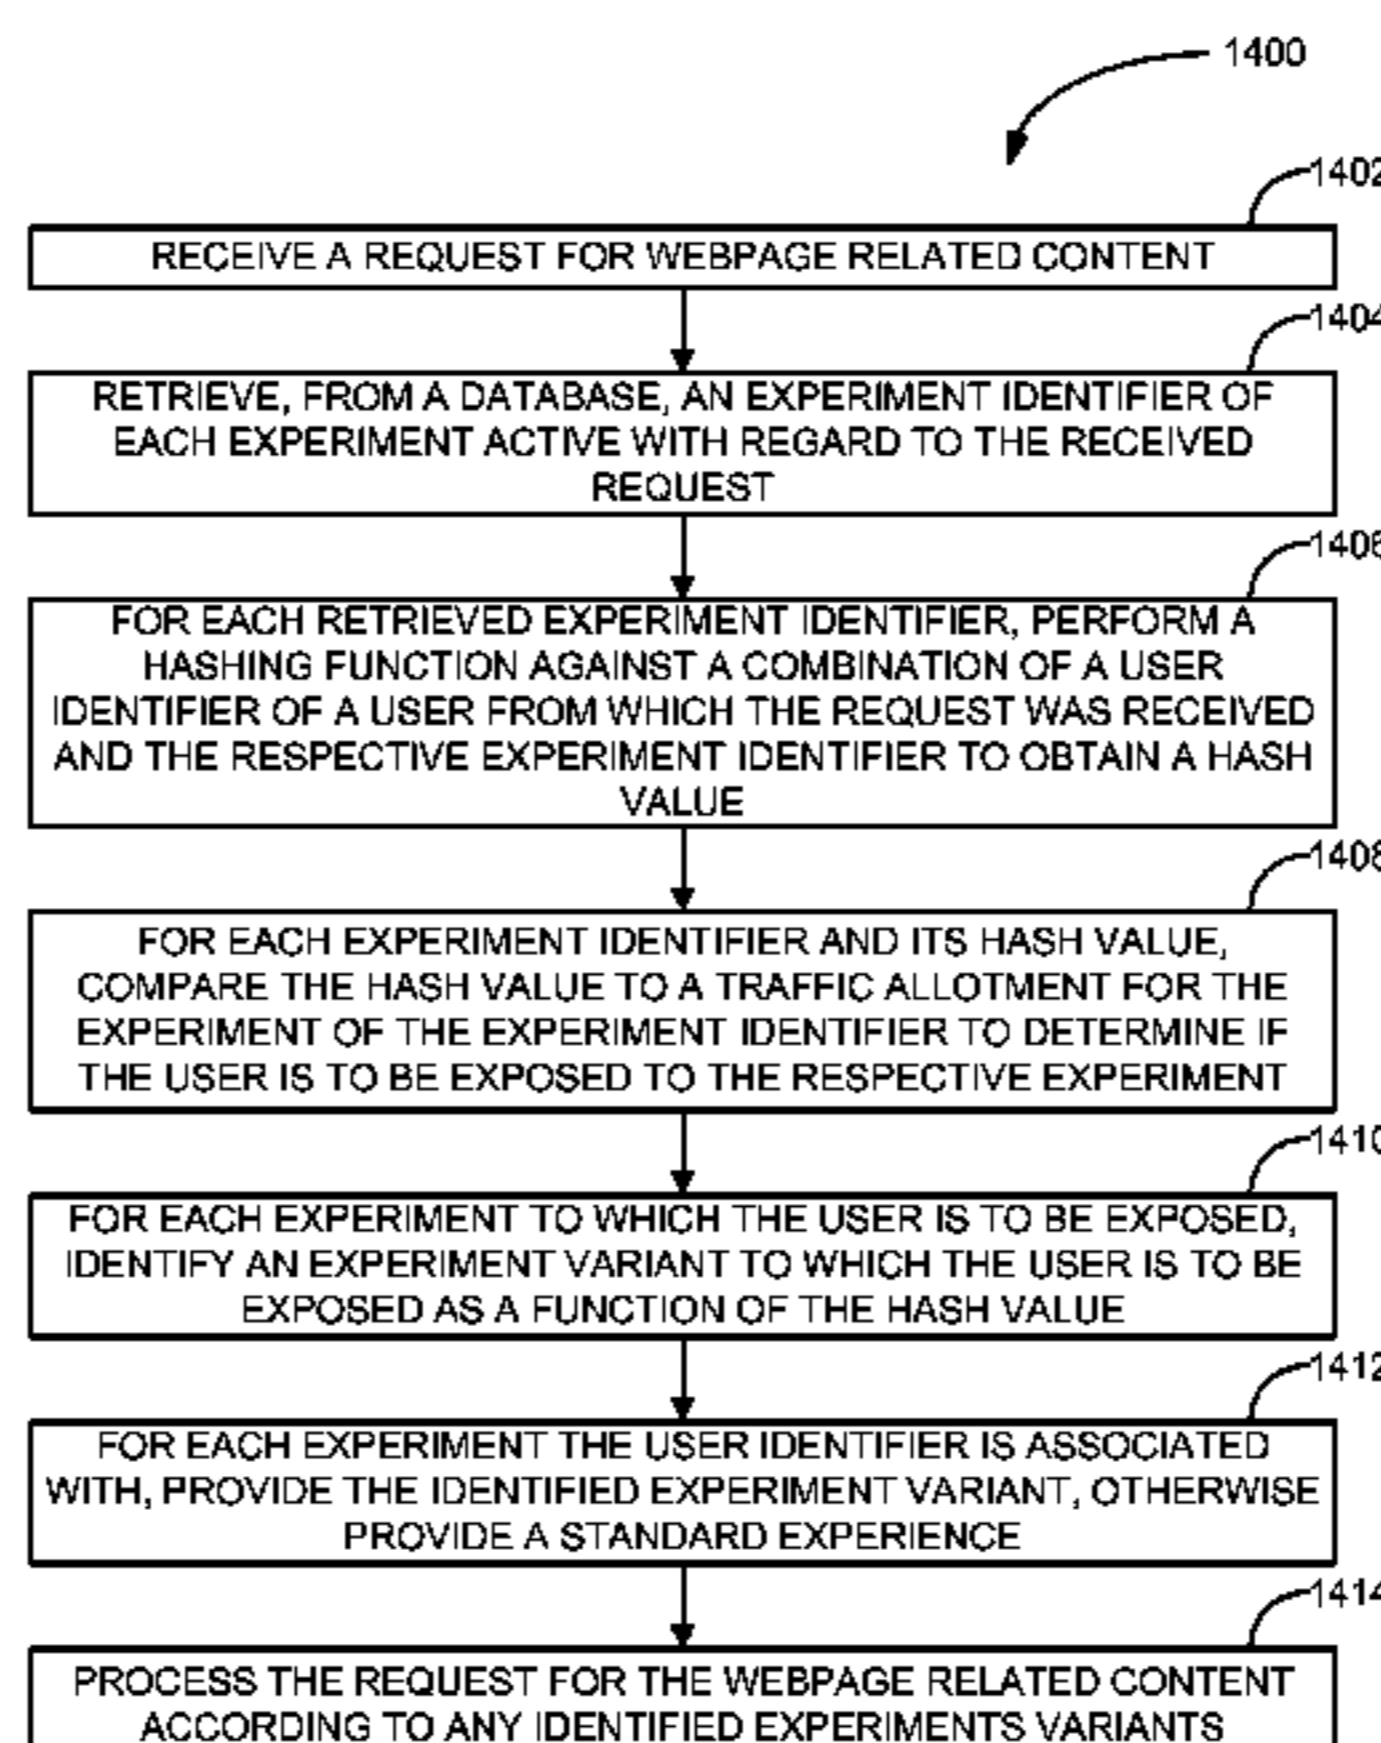 1400
1402
RECEIVE A REQUEST FOR WEBPAGE RELATED CONTENT
1404
RETRIEVE, FROM A DATABASE, AN EXPERIMENT IDENTIFIER OF
EACH EXPERIMENT ACTIVE WITH REGARD TO THE RECEIVED
REQUEST
1406
FOR EACH RETRIEVED EXPERIMENT IDENTIFIER, PERFORM A
HASHING FUNCTION AGAINST A COMBINATION OF A USER
IDENTIFIER OF A USER FROM WHICH THE REQUEST WAS RECEIVED
AND THE RESPECTIVE EXPERIMENT IDENTIFIER TO OBTAIN A HASH
VALUE
1408
FOR EACH EXPERIMENT IDENTIFIER AND ITS HASH VALUE,
COMPARE THE HASH VALUE TO A TRAFFIC ALLOTMENT FOR THE
EXPERIMENT OF THE EXPERIMENT IDENTIFIER TO DETERMINE IF
THE USER IS TO BE EXPOSED TO THE RESPECTIVE EXPERIMENT
1410
FOR EACH EXPERIMENT TO WHICH THE USER IS TO BE EXPOSED,
IDENTIFY AN EXPERIMENT VARIANT TO WHICH THE USER IS TO BE
EXPOSED AS A FUNCTION OF THE HASH VALUE
1412
FOR EACH EXPERIMENT THE USER IDENTIFIER IS ASSOCIATED
WITH, PROVIDE THE IDENTIFIED EXPERIMENT VARIANT, OTHERWISE
PROVIDE A STANDARD EXPERIENCE
1414
PROCESS THE REQUEST FOR THE WEBPAGE RELATED CONTENT
ACCORDING TO ANY IDENTIFIED EXPERIMENTS VARIANTS